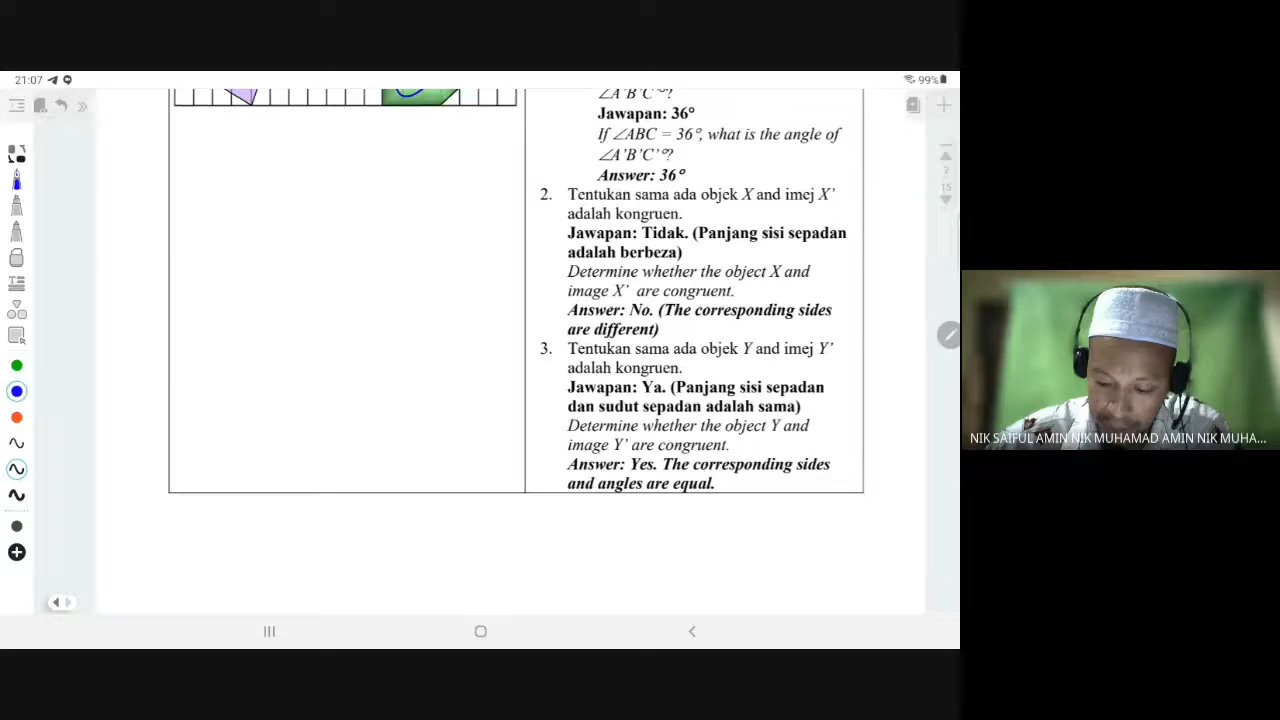 21:07
99%
∠A'B'C'°?
Jawapan: 36°
If ∠ABC = 36°, what is the angle of
∠A'B'C'°?
Answer: 36°
2. Tentukan sama ada objek X and imej X'
adalah kongruen.
Jawapan: Tidak. (Panjang sisi sepadan
adalah berbeza)
Determine whether the object X and
image X' are congruent.
Answer: No. (The corresponding sides
are different)
3. Tentukan sama ada objek Y and imej Y'
adalah kongruen.
Jawapan: Ya. (Panjang sisi sepadan
dan sudut sepadan adalah sama)
Determine whether the object Y and
image Y' are congruent.
Answer: Yes. The corresponding sides
and angles are equal.
15
NIK SAIFUL AMIN NIK MUHAMAD AMIN NIK MUHA...